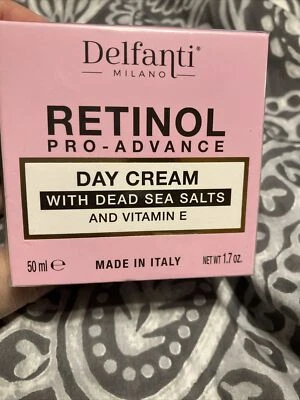 Delfanti®
MILANO
RETINOL
PRO-ADVANCE
DAY CREAM
WITH DEAD SEA SALTS
AND VITAMIN E
50 ml ℮ MADE IN ITALY NET WT 1.7 oz.